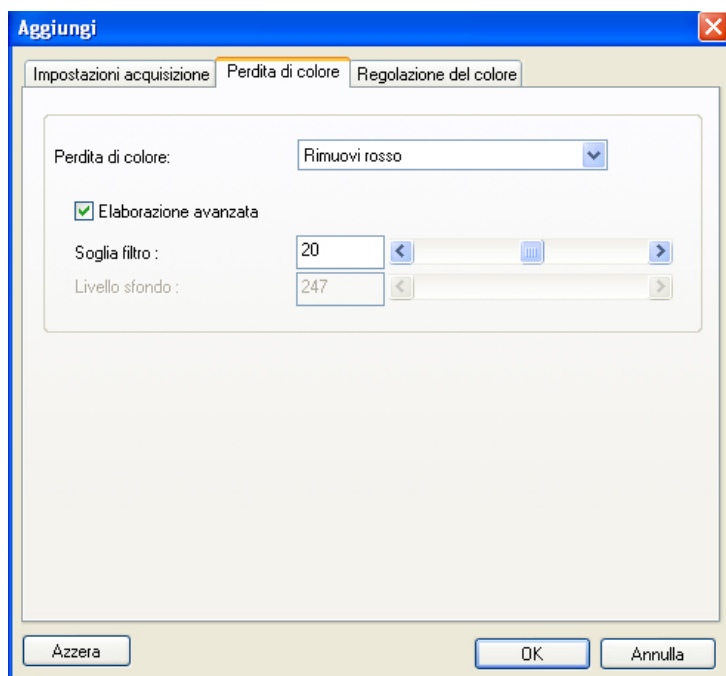 Aggiungi
Impostazioni acquisizione Perdita di colore Regolazione del colore
Perdita di colore: Rimuovi rosso
Elaborazione avanzata
Soglia filtro : 20
Livello sfondo : 247
Azzera OK Annulla